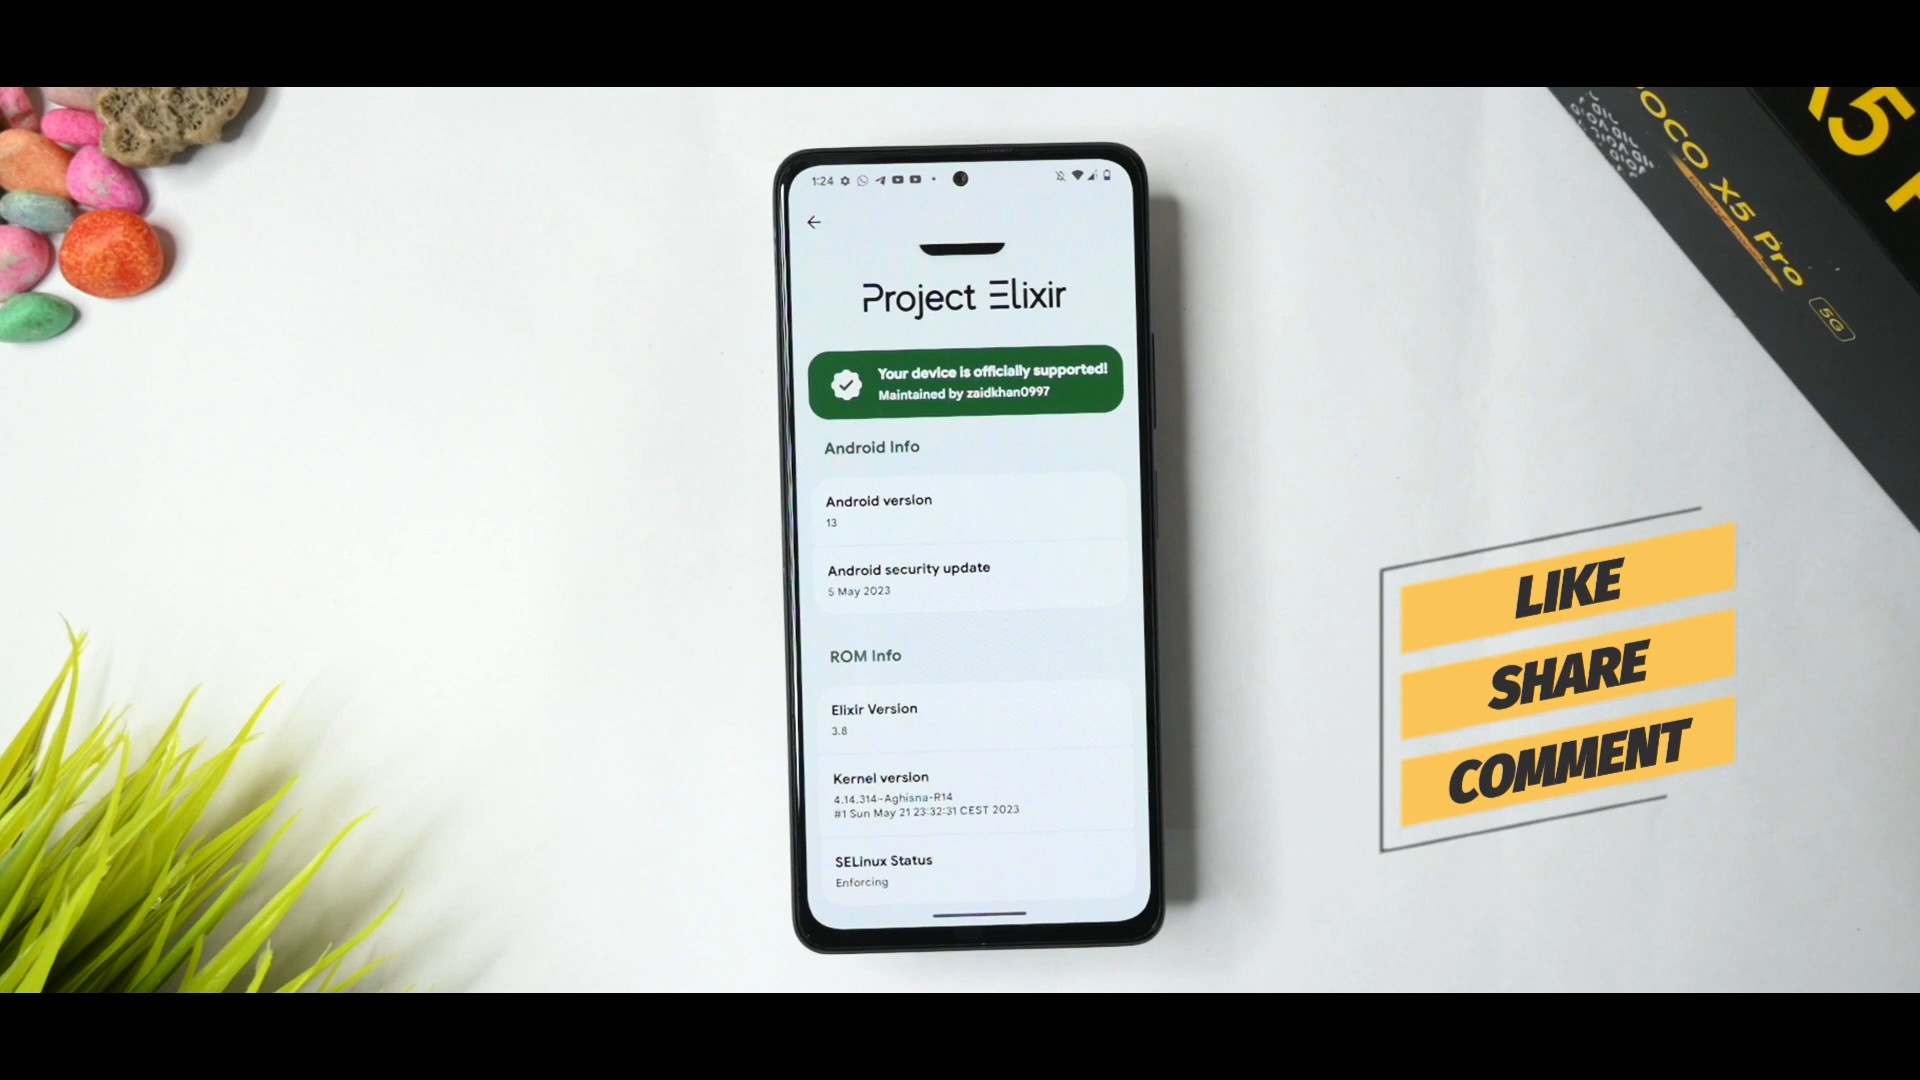 1:24
Project Elixir
Your device is officially supported!
Maintained by zaidkhan0997
Android Info
Android version
13
Android security update
5 May 2023
ROM Info
Elixir Version
3.8
Kernel version
4.14.314-Aghisna-R14
#1 Sun May 21 23:32:31 CEST 2023
SELinux Status
Enforcing
OCO X5 Pro
5G
X5
LIKE
SHARE
COMMENT